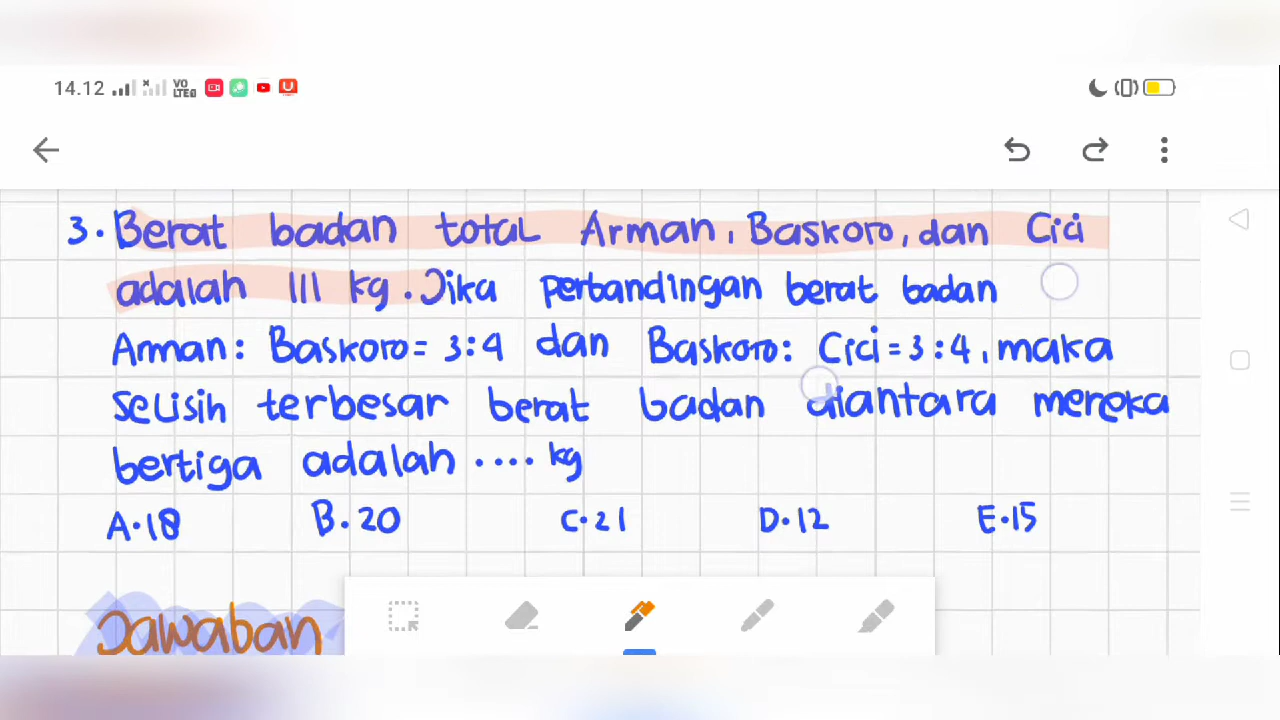 14.12 VO LTE
3. Berat badan total Arman, Baskoro, dan Cici
adalah 111 kg. Jika perbandingan berat badan
Arman: Baskoro = 3:4 dan Baskoro: Cici = 3:4, maka
selisih terbesar berat badan diantara mereka
bertiga adalah .... kg
A. 18 B. 20 C. 21 D. 12 E. 15
Jawaban